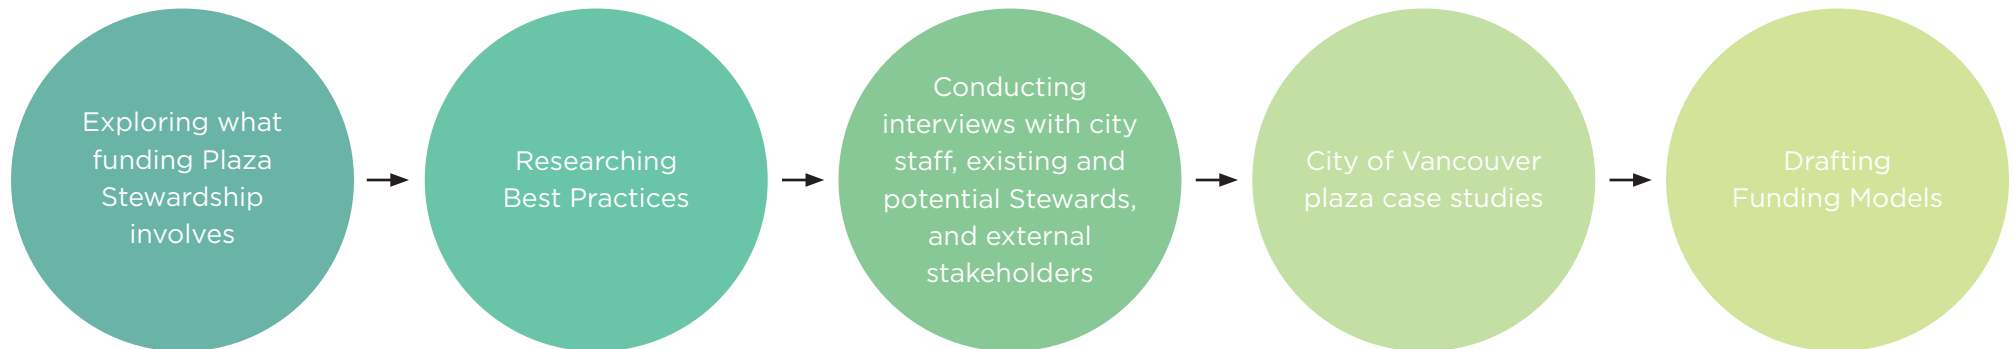 Exploring what
funding Plaza
Stewardship
involves
Researching
Best Practices
Conducting
interviews with city
staff, existing and
potential Stewards,
and external
stakeholders
City of Vancouver
plaza case studies
Drafting
Funding Models